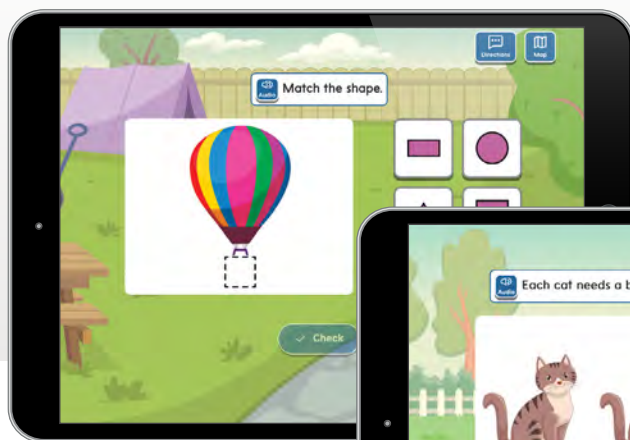 Directions
Map
Audio
Match the shape.
Check
Audio
Each cat needs a